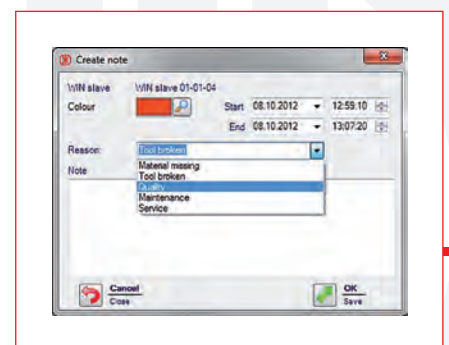 Create note
WIN slave WIN slave 01-01-04
Colour Start 08.10.2012 12:59.10
End 08.10.2012 13:07.20
Reason: Tool broken
Note Material missing
Tool broken
Quality
Maintenance
Service
Cancel OK
Close Save